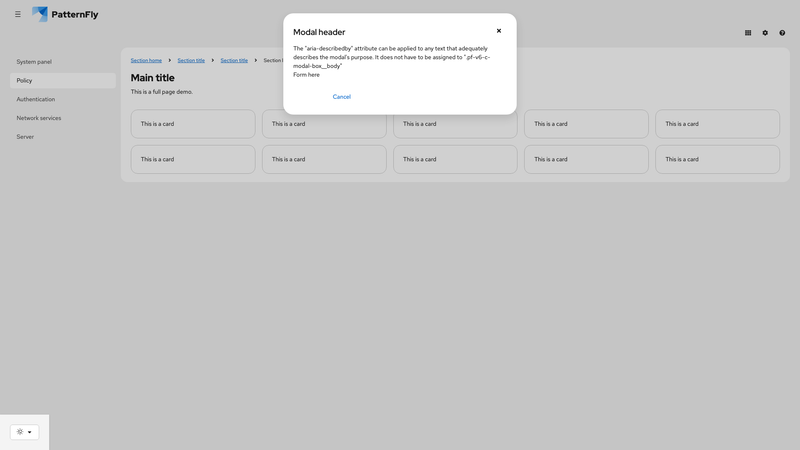 PatternFly
Modal header
The "aria-describedby" attribute can be applied to any text that adequately
describes the modal's purpose. It does not have to be assigned to ".pf-v6-c-
modal-box__body"
Form here
Cancel
System panel
Policy
Authentication
Network services
Server
Section home
Section title
Section title
Main title
This is a full page demo.
This is a card
This is a card
This is a card
This is a card
This is a card
This is a card
This is a card
This is a card
This is a card
This is a card